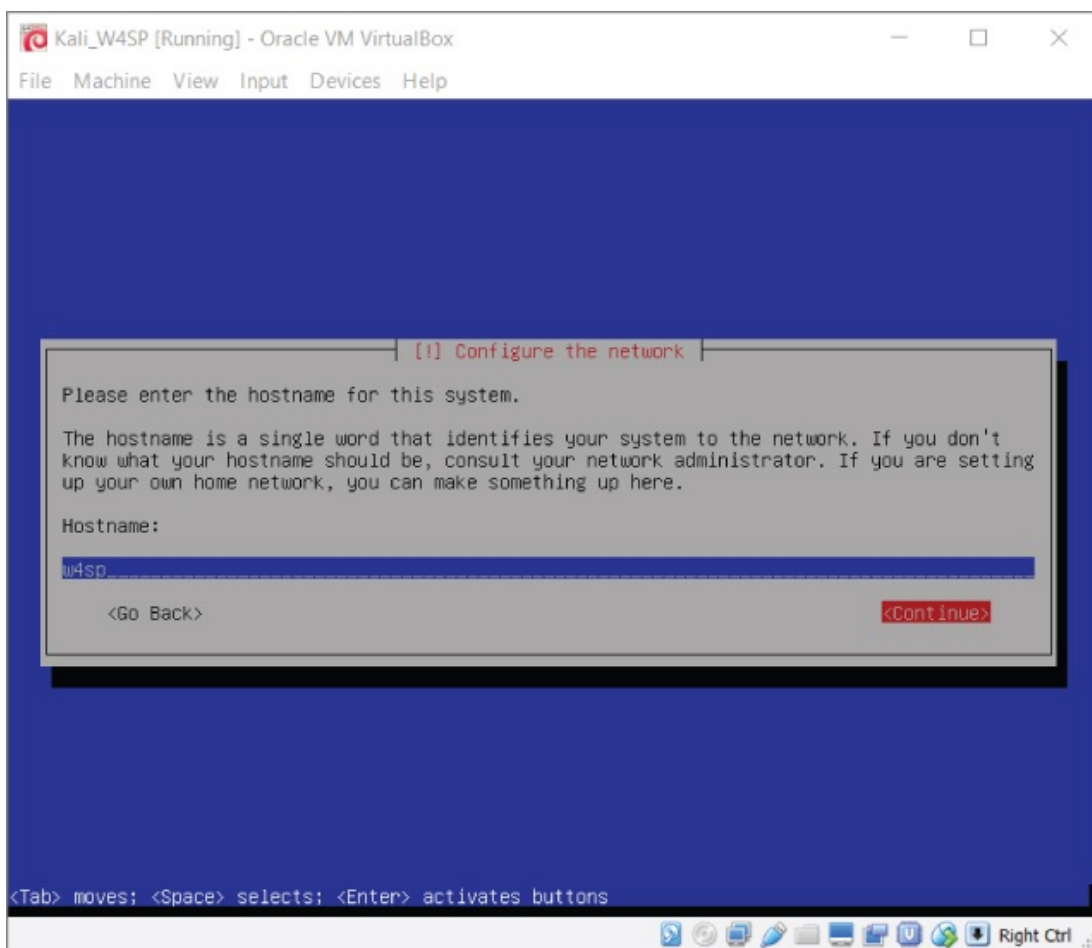 Kali_W4SP [Running] - Oracle VM VirtualBox
File Machine View Input Devices Help
[!] Configure the network
Please enter the hostname for this system.
The hostname is a single word that identifies your system to the network. If you don't
know what your hostname should be, consult your network administrator. If you are setting
up your own home network, you can make something up here.
Hostname:
w4sp
<Go Back> <Continue>
<Tab> moves; <Space> selects; <Enter> activates buttons
Right Ctrl